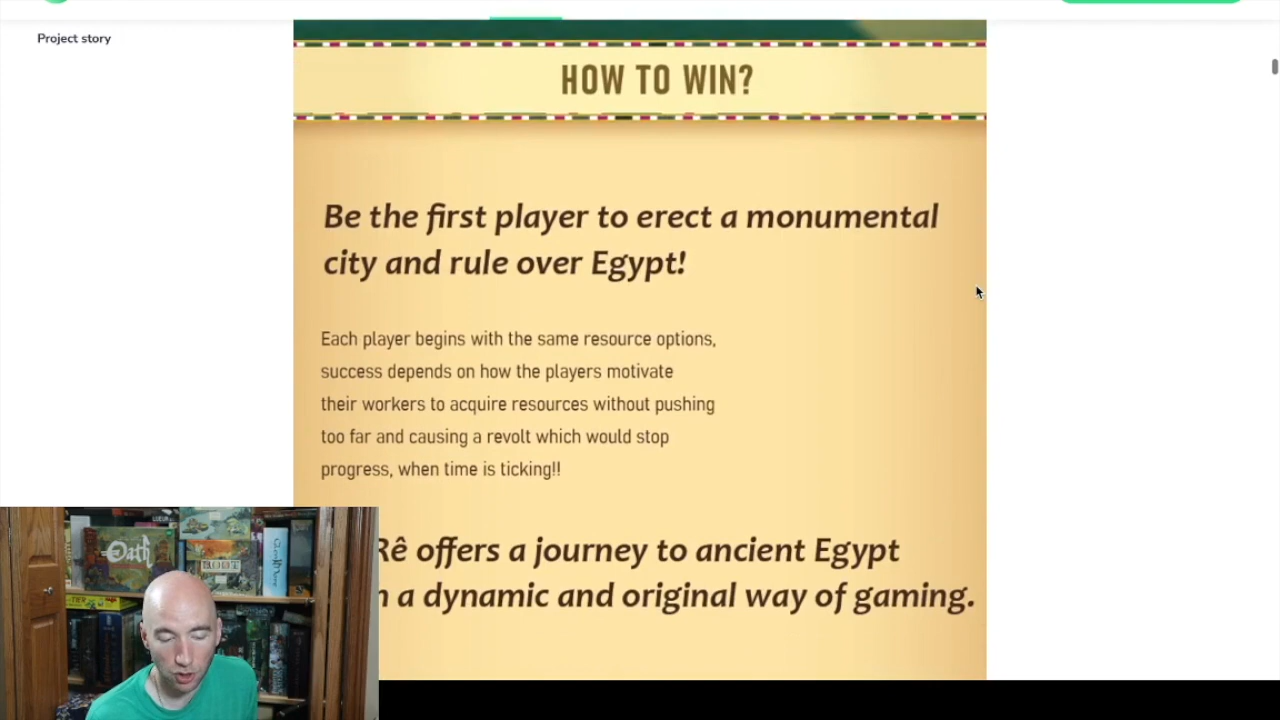 Project story
HOW TO WIN?
Be the first player to erect a monumental
city and rule over Egypt!
Each player begins with the same resource options,
success depends on how the players motivate
their workers to acquire resources without pushing
too far and causing a revolt which would stop
progress, when time is ticking!!
Rê offers a journey to ancient Egypt
a dynamic and original way of gaming.
Oath
ROOT